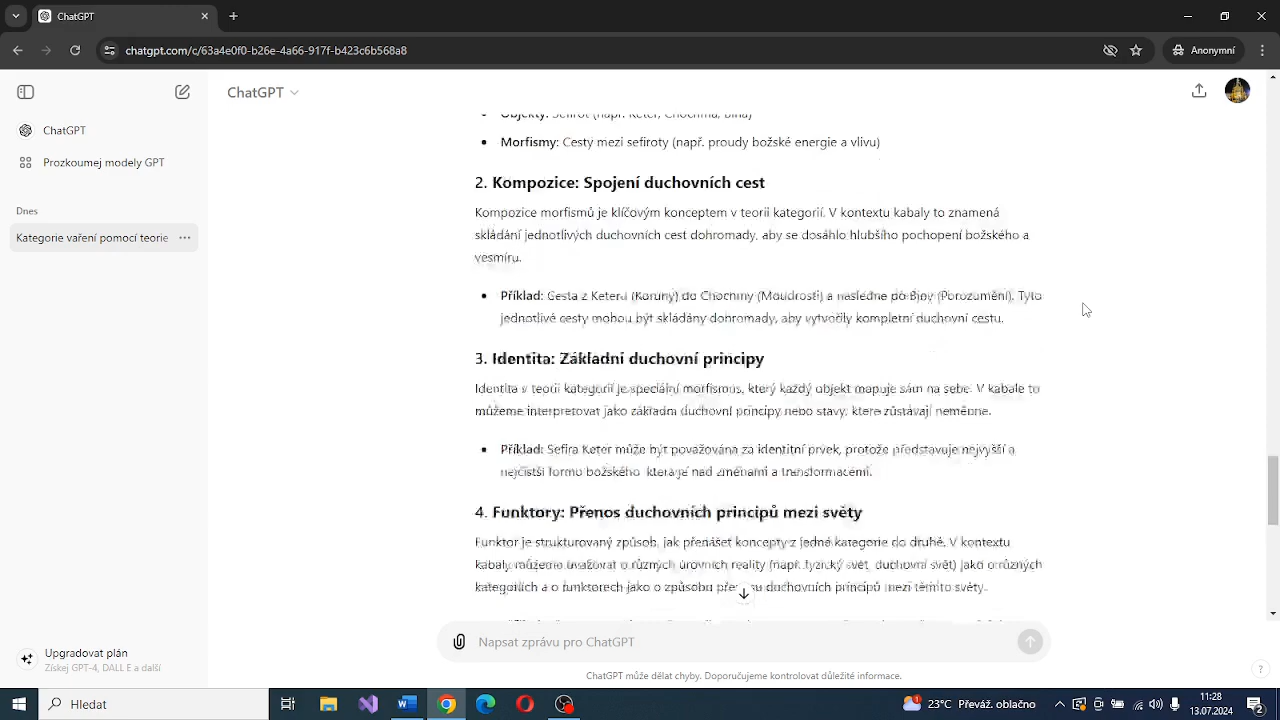 ChatGPT
chatgpt.com/c/63a4e0f0-b26e-4a66-917f-b423c6b568a8
Anonymní
ChatGPT
ChatGPT
Prozkoumej modely GPT
Dnes
Kategorie vaření pomocí teorie
Objekty: Sefirot (např. Keter, Chochma, Bina)
Morfismy: Cesty mezi sefiroty (např. proudy božské energie a vlivu)
2. Kompozice: Spojení duchovních cest
Kompozice morfismů je klíčovým konceptem v teorii kategorií. V kontextu kabaly to znamená
skládání jednotlivých duchovních cest dohromady, aby se dosáhlo hlubšího pochopení božského a
vesmíru.
Příklad: Cesta z Keteru (Koruny) do Chochmy (Moudrosti) a následně do Biny (Porozumění). Tyto
jednotlivé cesty mohou být skládány dohromady, aby vytvořily kompletní duchovní cestu.
3. Identita: Základní duchovní principy
Identita v teorii kategorií je speciální morfismus, který každý objekt mapuje sám na sebe. V kabale to
můžeme interpretovat jako základní duchovní principy nebo stavy, které zůstávají neměnné.
Příklad: Sefira Keter může být považována za identitní prvek, protože představuje nejvyšší a
nejčistší formu božského, která je nad změnami a transformacemi.
4. Funktory: Přenos duchovních principů mezi světy
Funktor je strukturovaný způsob, jak přenášet koncepty z jedné kategorie do druhé. V kontextu
kabaly můžeme uvažovat o různých úrovních reality (např. fyzický svět, duchovní svět) jako o různých
kategoriích a o funktorech jako o způsobu přenosu duchovních principů mezi těmito světy.
Napsat zprávu pro ChatGPT
ChatGPT může dělat chyby. Doporučujeme kontrolovat důležité informace.
?
Upgradovat plán
Získej GPT-4, DALL·E a další
Hledat
23°C Převáž. oblačno
11:28
13.07.2024
2